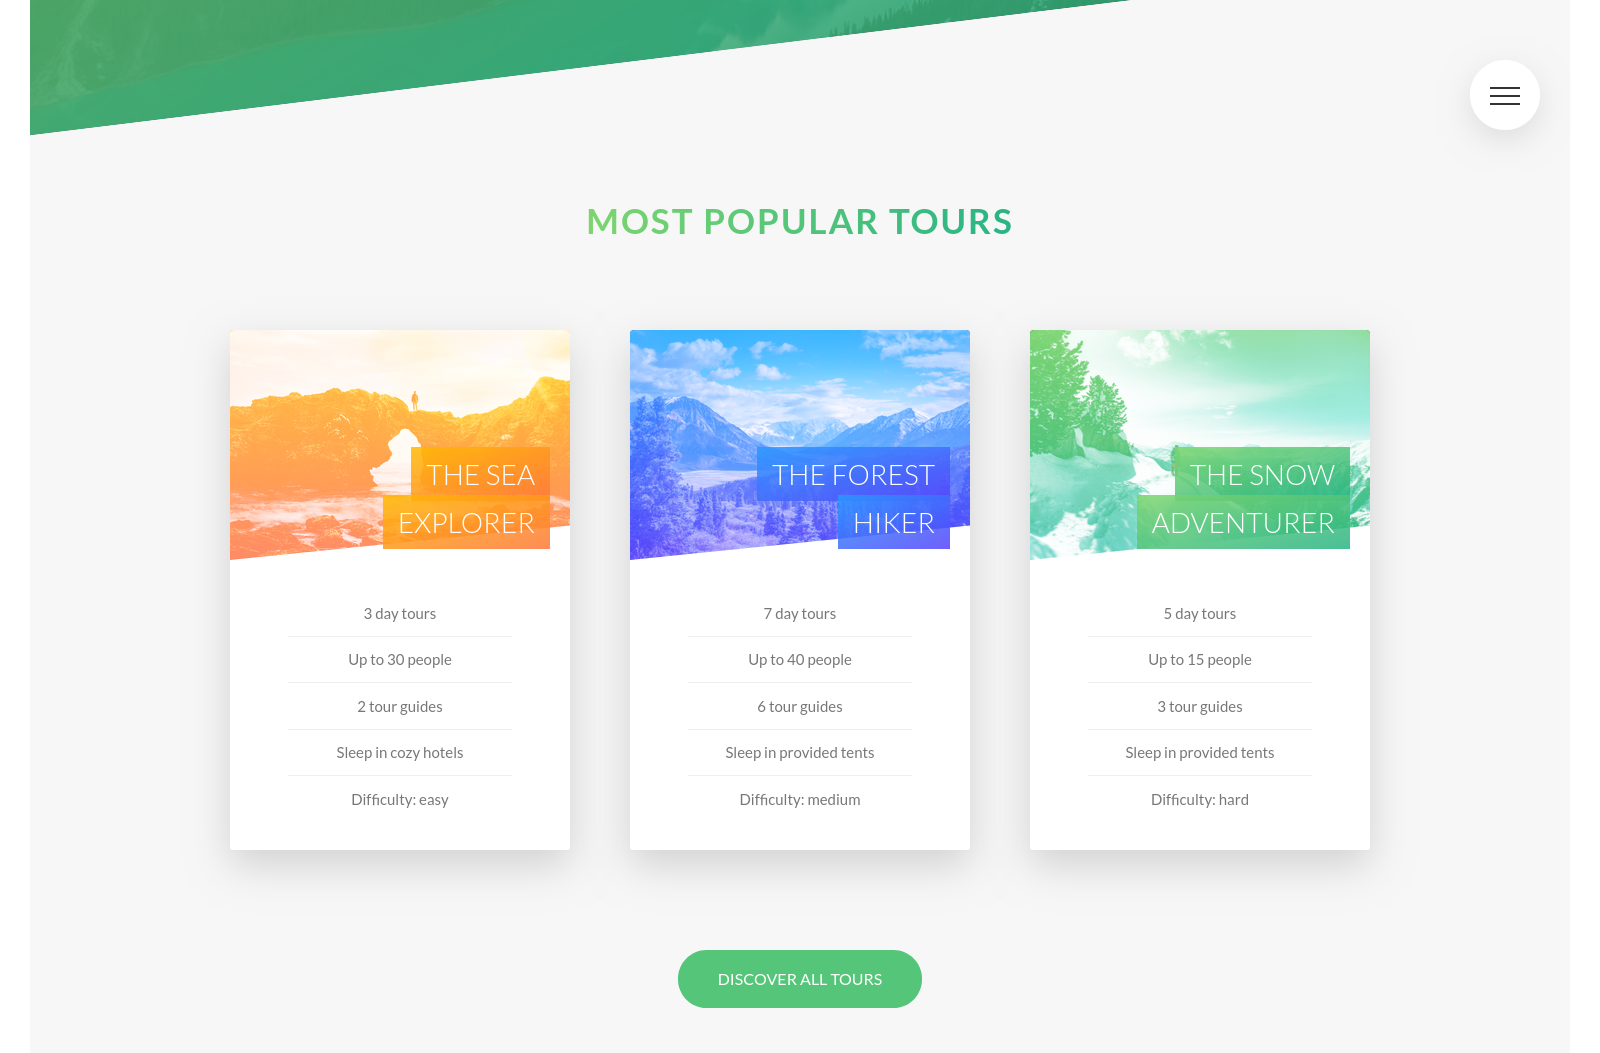 MOST POPULAR TOURS
THE SEA
EXPLORER
3 day tours
Up to 30 people
2 tour guides
Sleep in cozy hotels
Difficulty: easy
THE FOREST
HIKER
7 day tours
Up to 40 people
6 tour guides
Sleep in provided tents
Difficulty: medium
THE SNOW
ADVENTURER
5 day tours
Up to 15 people
3 tour guides
Sleep in provided tents
Difficulty: hard
DISCOVER ALL TOURS